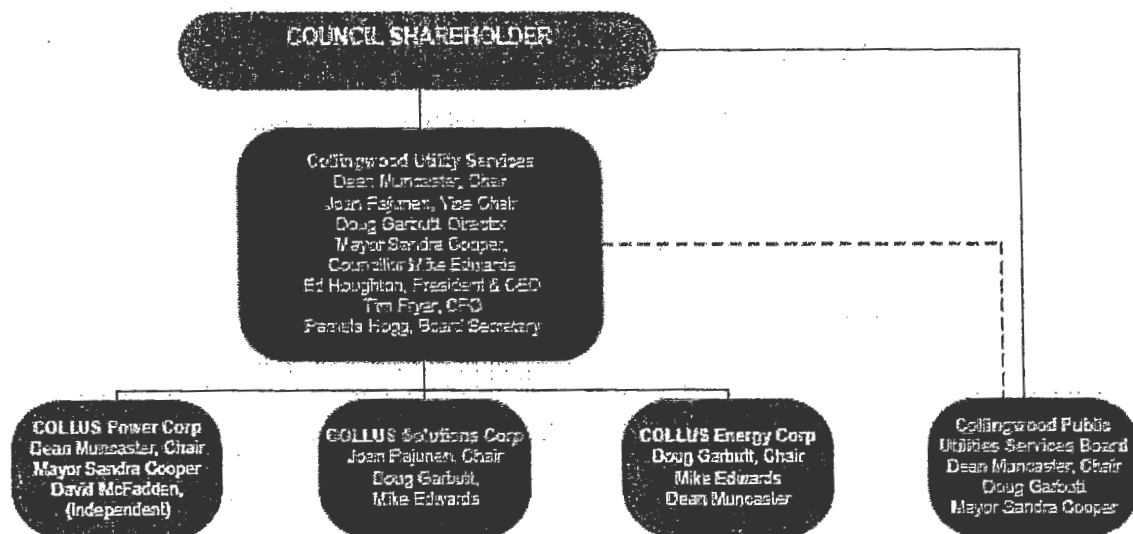 COUNCIL SHAREHOLDER
Collingwood Utility Services
Dean Muncaster, Chair
Joan Pajunen, Vice Chair
Doug Garbutt, Director
Mayor Sandra Cooper,
Councillor Mike Edwards
Ed Houghton, President & CEO
Tim Fryer, CFO
Pamela Hogg, Board Secretary
COLLUS Power Corp
Dean Muncaster, Chair
Mayor Sandra Cooper
David McFadden,
(Independent)
COLLUS Solutions Corp
Joan Pajunen, Chair
Doug Garbutt,
Mike Edwards
COLLUS Energy Corp
Doug Garbutt, Chair
Mike Edwards
Dean Muncaster
Collingwood Public
Utilities Services Board
Dean Muncaster, Chair
Doug Garbutt
Mayor Sandra Cooper